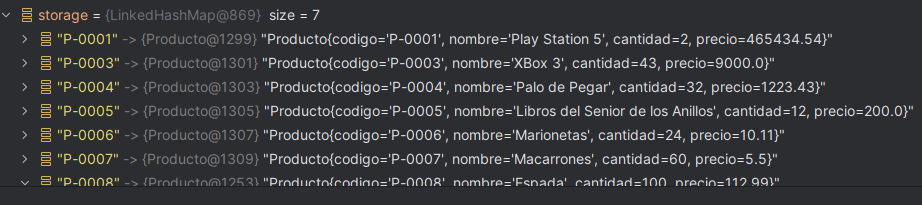 storage = {LinkedHashMap@869} size = 7
"P-0001" -> {Producto@1299} "Producto{codigo='P-0001', nombre='Play Station 5', cantidad=2, precio=465434.54}"
"P-0003" -> {Producto@1301} "Producto{codigo='P-0003', nombre='XBox 3', cantidad=43, precio=9000.0}"
"P-0004" -> {Producto@1303} "Producto{codigo='P-0004', nombre='Palo de Pegar', cantidad=32, precio=1223.43}"
"P-0005" -> {Producto@1305} "Producto{codigo='P-0005', nombre='Libros del Senior de los Anillos', cantidad=12, precio=200.0}"
"P-0006" -> {Producto@1307} "Producto{codigo='P-0006', nombre='Marionetas', cantidad=24, precio=10.11}"
"P-0007" -> {Producto@1309} "Producto{codigo='P-0007', nombre='Macarrones', cantidad=60, precio=5.5}"
"P-0008" -> {Producto@1253} "Producto{codigo='P-0008', nombre='Espada', cantidad=100, precio=112.99}"